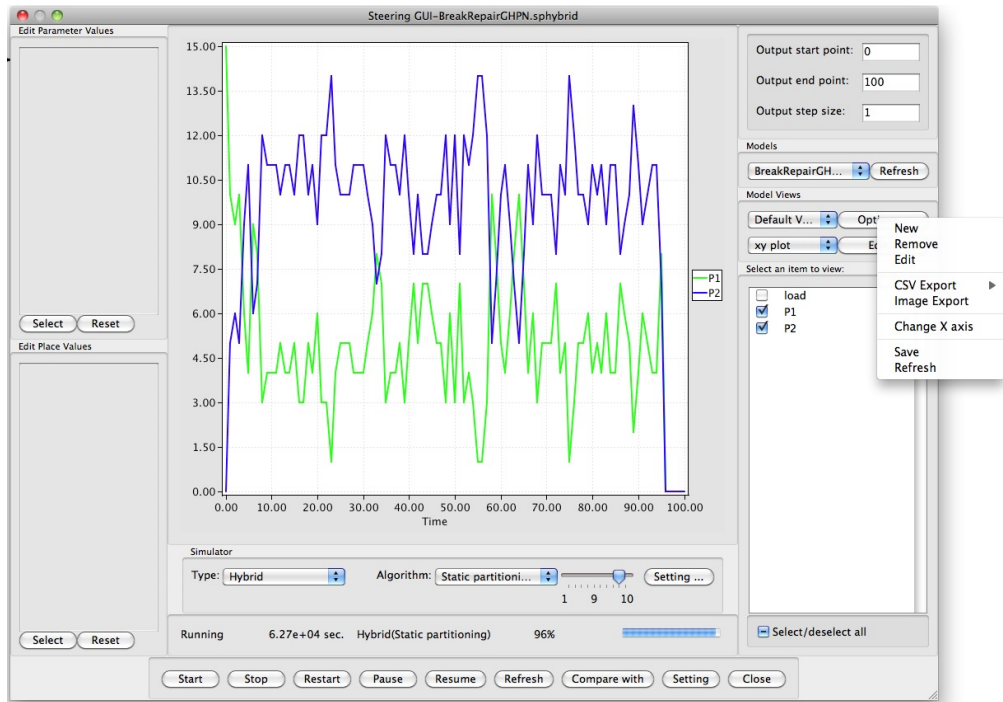 Steering GUI-BreakRepairGHPN.sphybrid
Edit Parameter Values
Select Reset
Edit Place Values
Select Reset
15.00
13.50
12.00
10.50
9.00
7.50
6.00
4.50
3.00
1.50
0.00
0.00 10.00 20.00 30.00 40.00 50.00 60.00 70.00 80.00 90.00 100.00
Time
P1
P2
Simulator
Type: Hybrid Algorithm: Static partitioni... Setting ...
1 9 10
Running 6.27e+04 sec. Hybrid(Static partitioning) 96%
Start Stop Restart Pause Resume Refresh Compare with Setting Close
Output start point: 0
Output end point: 100
Output step size: 1
Models
BreakRepairGH... Refresh
Model Views
Default V... Opti
xy plot Ed
Select an item to view:
load
P1
P2
Select/deselect all
New
Remove
Edit
CSV Export
Image Export
Change X axis
Save
Refresh